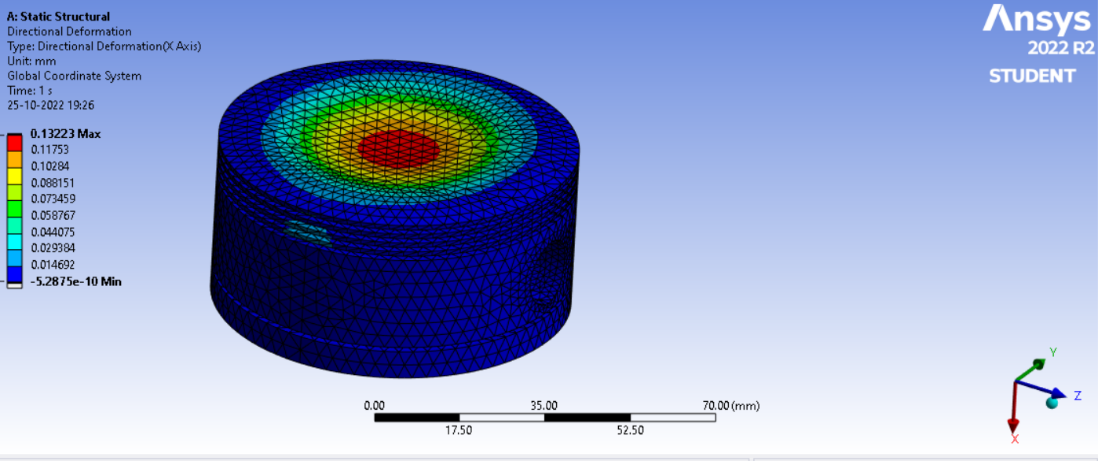 A: Static Structural
Directional Deformation
Type: Directional Deformation(X Axis)
Unit: mm
Global Coordinate System
Time: 1 s
25-10-2022 19:26
0.13223 Max
0.11753
0.10284
0.088151
0.073459
0.058767
0.044075
0.029384
0.014692
-5.2875e-10 Min
Ansys
2022 R2
STUDENT
0.00 35.00 70.00 (mm)
17.50 52.50
Y
Z
X